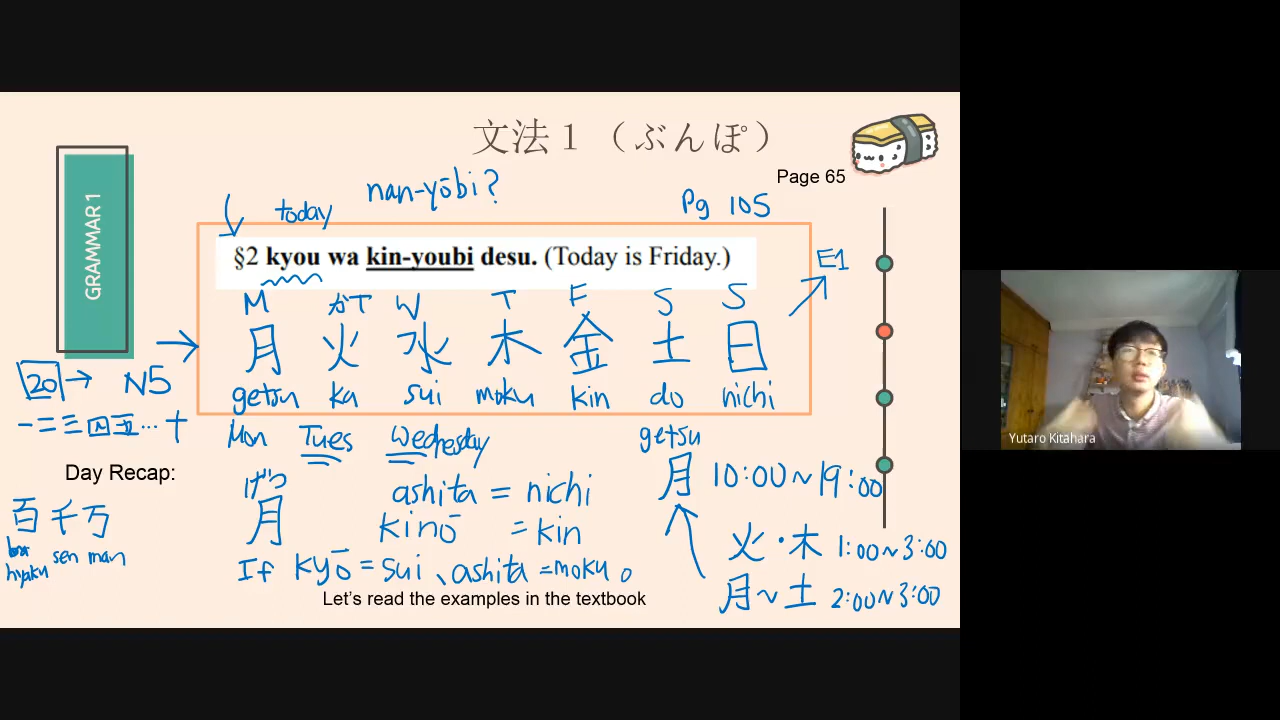 文法１（ぶんぽ）
Page 65
GRAMMAR 1
nan-yōbi?
today
Pg 105
§2 kyou wa kin-youbi desu. (Today is Friday.)
E1
M T W T F S S
月 火 水 木 金 土 日
getsu ka sui moku kin do nichi
20 → N5
一二三四五...十
Mon Tues Wednesday
Day Recap:
百 千 万
hyaku sen man
げつ
月
ashita = nichi
kinō = kin
If kyō = sui、ashita = moku。
getsu
月 10:00~19:00
火・木 1:00~3:00
月~土 2:00~3:00
Let's read the examples in the textbook
Yutaro Kitahara